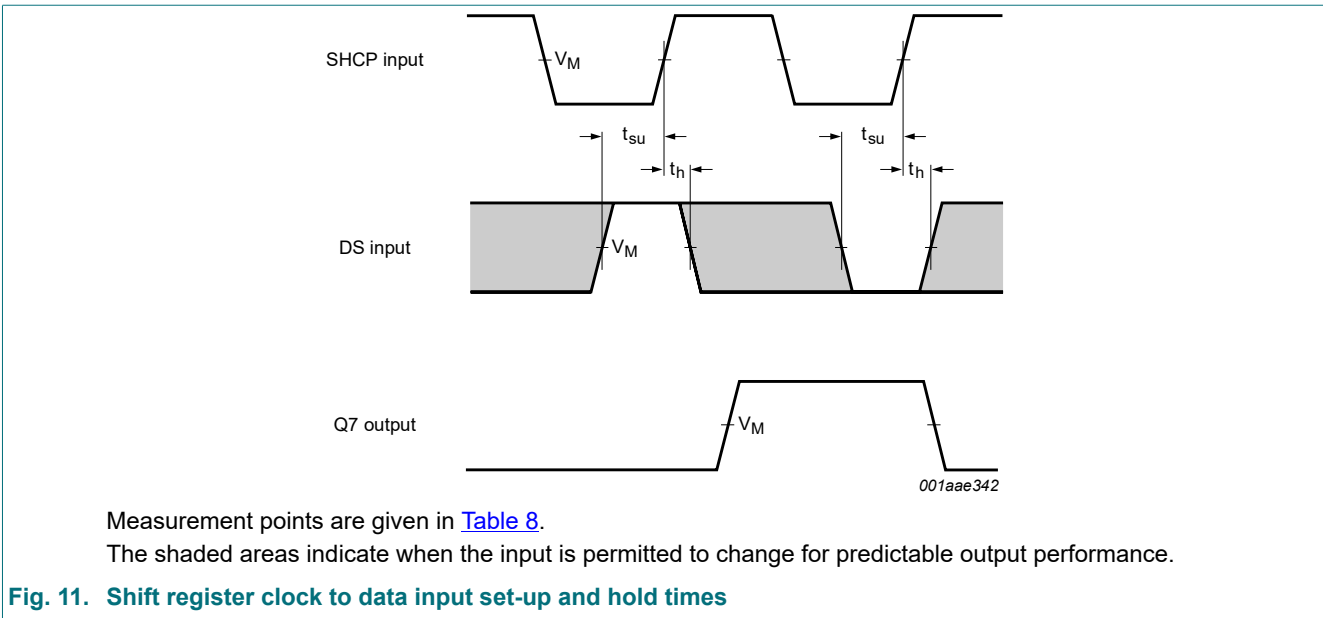 SHCP input
VM
tsu
tsu
th
th
DS input
VM
Q7 output
VM
001aae342
Measurement points are given in Table 8.
The shaded areas indicate when the input is permitted to change for predictable output performance.
Fig. 11. Shift register clock to data input set-up and hold times